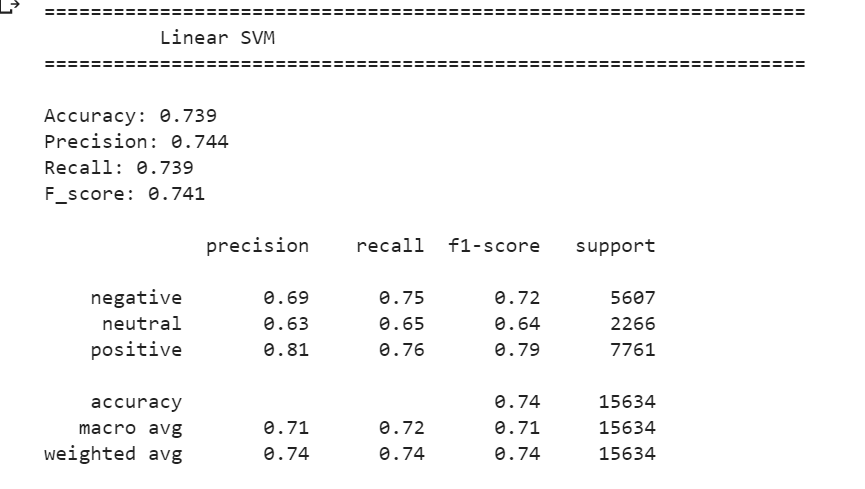 ==================================================================
Linear SVM
==================================================================
Accuracy: 0.739
Precision: 0.744
Recall: 0.739
F_score: 0.741
precision recall f1-score support
negative 0.69 0.75 0.72 5607
neutral 0.63 0.65 0.64 2266
positive 0.81 0.76 0.79 7761
accuracy 0.74 15634
macro avg 0.71 0.72 0.71 15634
weighted avg 0.74 0.74 0.74 15634